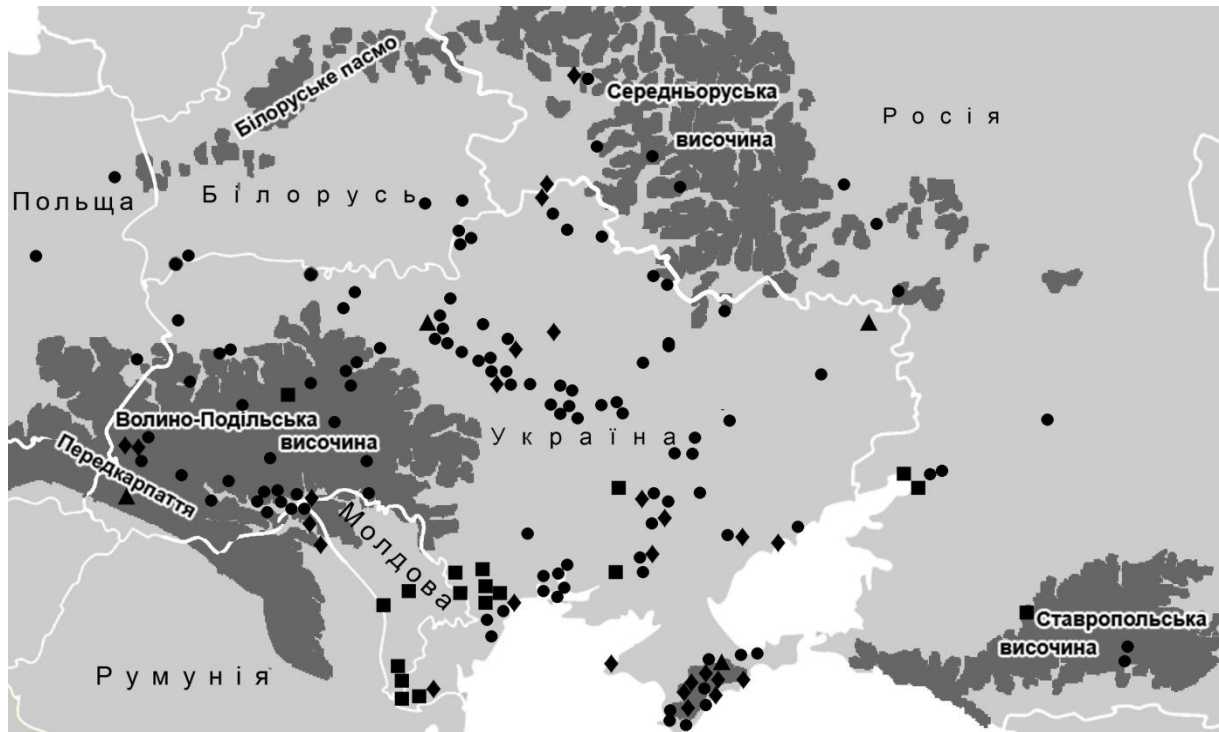 Білоруське пасмо
Середньоруська
височина
Росія
Польща
Білорусь
Волино-Подільська
височина
Україна
Передкарпаття
Молдова
Ставропольська
височина
Румунія